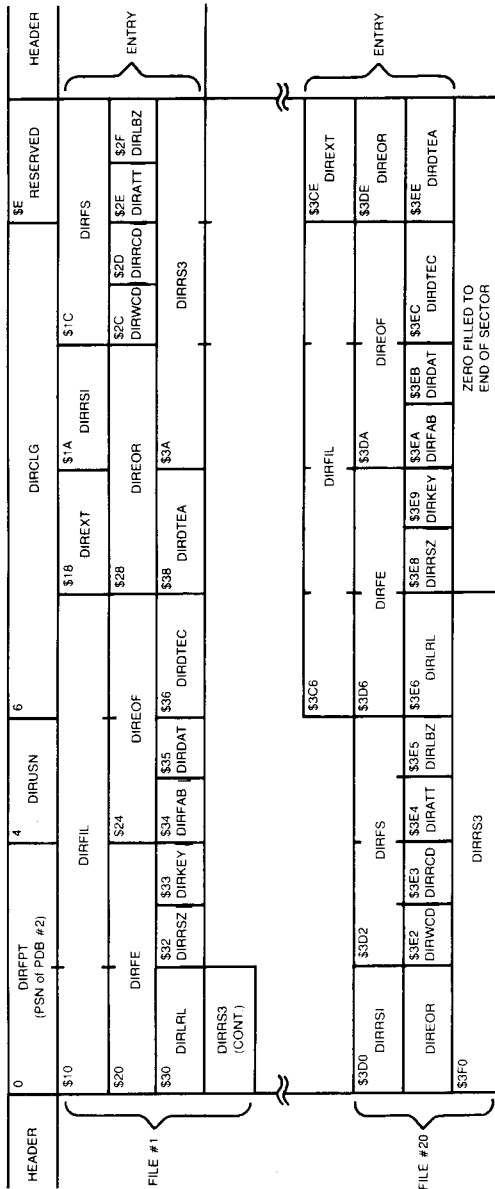 HEADER 0 4 6 $E HEADER
DIRFPT DIRUSN DIRCLG RESERVED
(PSN of PDB #2)
FILE #1
$10 $18 $1A $1C
DIRFIL DIREXT DIRRSI DIRFS
$20 $24 $28 $2C $2D $2E $2F
DIRFE DIREOF DIREOR DIRWCD DIRRCD DIRATT DIRLBZ
$30 $32 $33 $34 $35 $36 $38 $3A
DIRLRL DIRRSZ DIRKEY DIRFAB DIRDAT DIRDTEC DIRDTEA DIRRS3
DIRRS3
(CONT.)
ENTRY
FILE #20
$3C6 $3CE
DIRFIL DIREXT
$3D0 $3D2 $3D6 $3DA $3DE
DIRRSI DIRFS DIRFE DIREOF DIREOR
$3E2 $3E3 $3E4 $3E5 $3E6 $3E8 $3E9 $3EA $3EB $3EC $3EE
DIREOR DIRWCD DIRRCD DIRATT DIRLBZ DIRLRL DIRRSZ DIRKEY DIRFAB DIRDAT DIRDTEC DIRDTEA
$3F0
DIRRS3 ZERO FILLED TO
END OF SECTOR
ENTRY